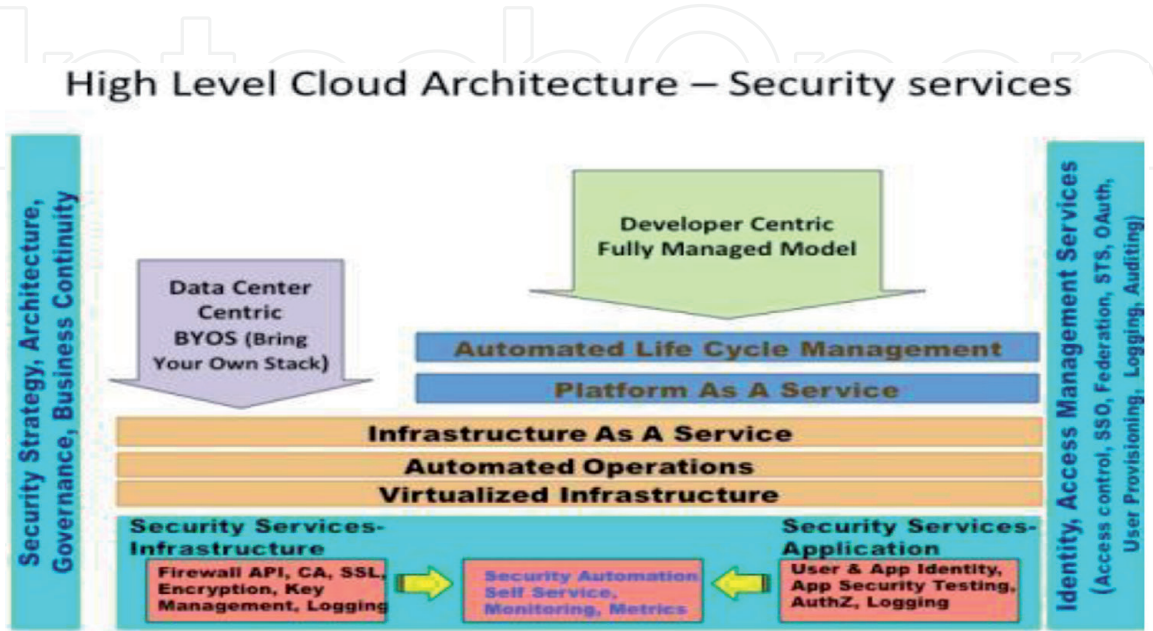 IntechOpen
High Level Cloud Architecture – Security services
Security Strategy, Architecture,
Governance, Business Continuity
Data Center
Centric
BYOS (Bring
Your Own Stack)
Developer Centric
Fully Managed Model
Automated Life Cycle Management
Platform As A Service
Infrastructure As A Service
Automated Operations
Virtualized Infrastructure
Security Services-
Infrastructure
Firewall API, CA, SSL,
Encryption, Key
Management, Logging
Security Automation
Self Service,
Monitoring, Metrics
Security Services-
Application
User & App Identity,
App Security Testing,
AuthZ, Logging
Identity, Access Management Services
(Access control, SSO, Federation, STS, OAuth,
User Provisioning, Logging, Auditing)